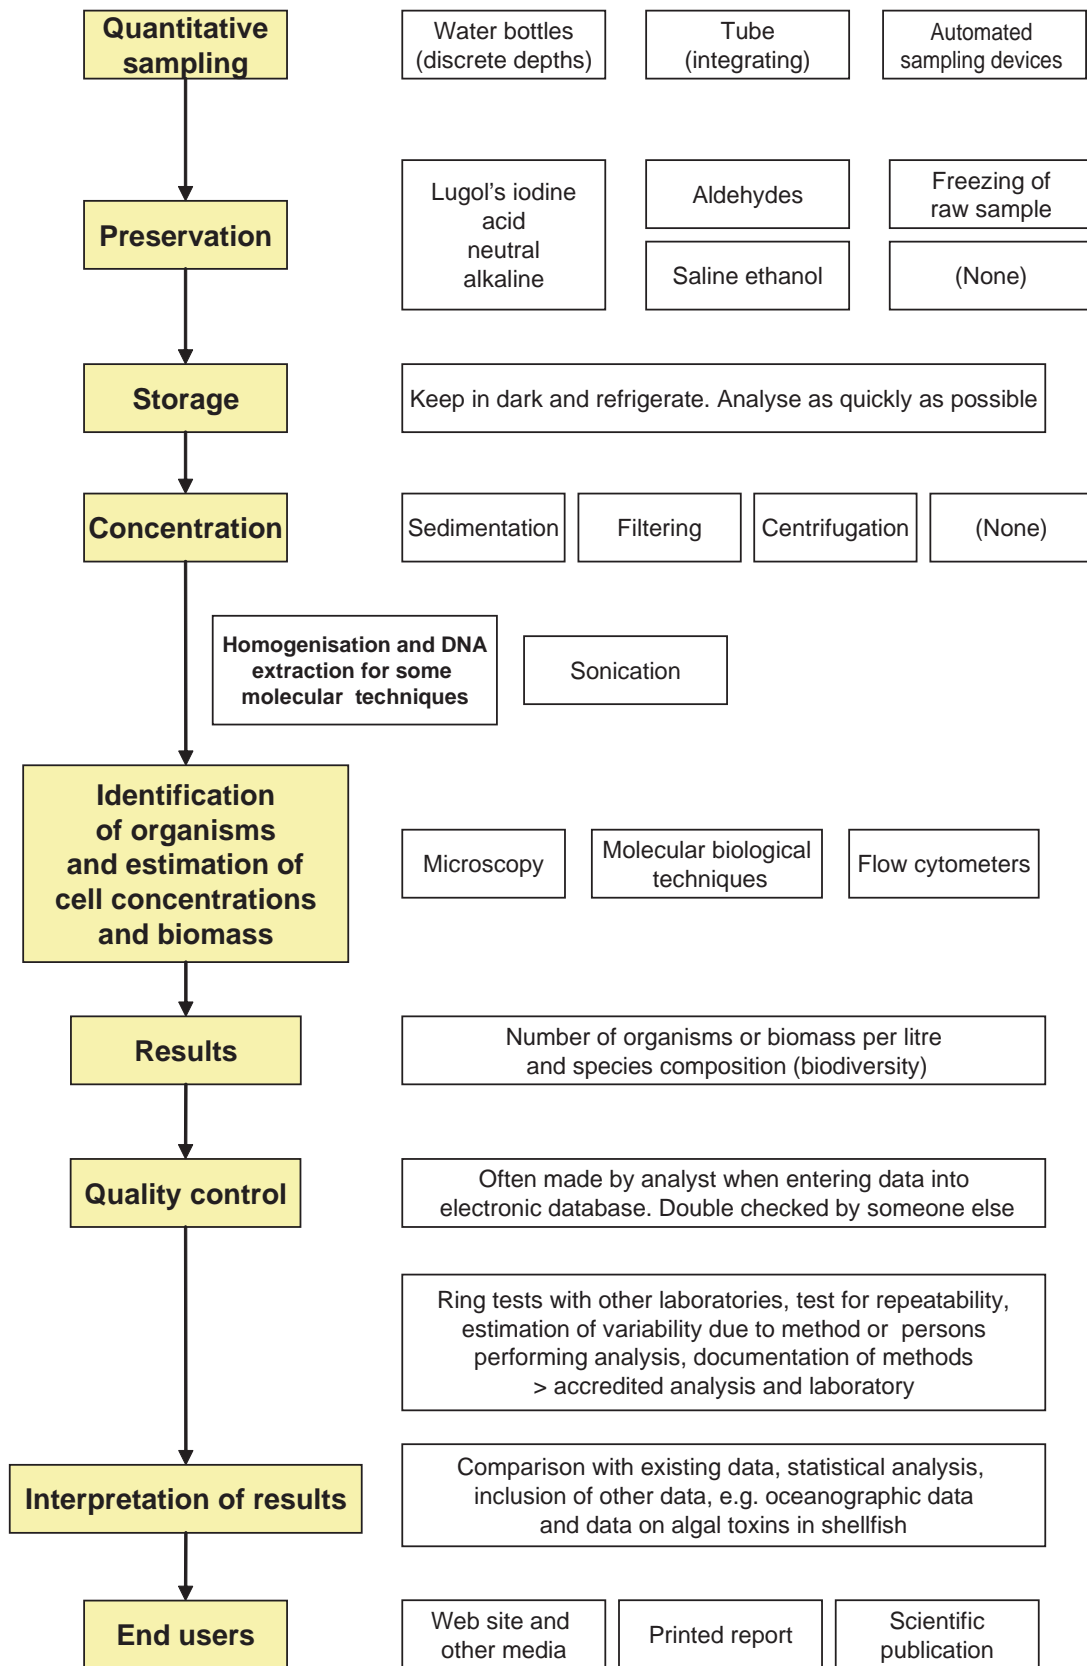 Quantitative
sampling
Water bottles
(discrete depths)
Tube
(integrating)
Automated
sampling devices
Preservation
Lugol's iodine
acid
neutral
alkaline
Aldehydes
Freezing of
raw sample
Saline ethanol
(None)
Storage
Keep in dark and refrigerate. Analyse as quickly as possible
Concentration
Sedimentation
Filtering
Centrifugation
(None)
Homogenisation and DNA
extraction for some
molecular techniques
Sonication
Identification
of organisms
and estimation of
cell concentrations
and biomass
Microscopy
Molecular biological
techniques
Flow cytometers
Results
Number of organisms or biomass per litre
and species composition (biodiversity)
Quality control
Often made by analyst when entering data into
electronic database. Double checked by someone else
Ring tests with other laboratories, test for repeatability,
estimation of variability due to method or persons
performing analysis, documentation of methods
> accredited analysis and laboratory
Interpretation of results
Comparison with existing data, statistical analysis,
inclusion of other data, e.g. oceanographic data
and data on algal toxins in shellfish
End users
Web site and
other media
Printed report
Scientific
publication